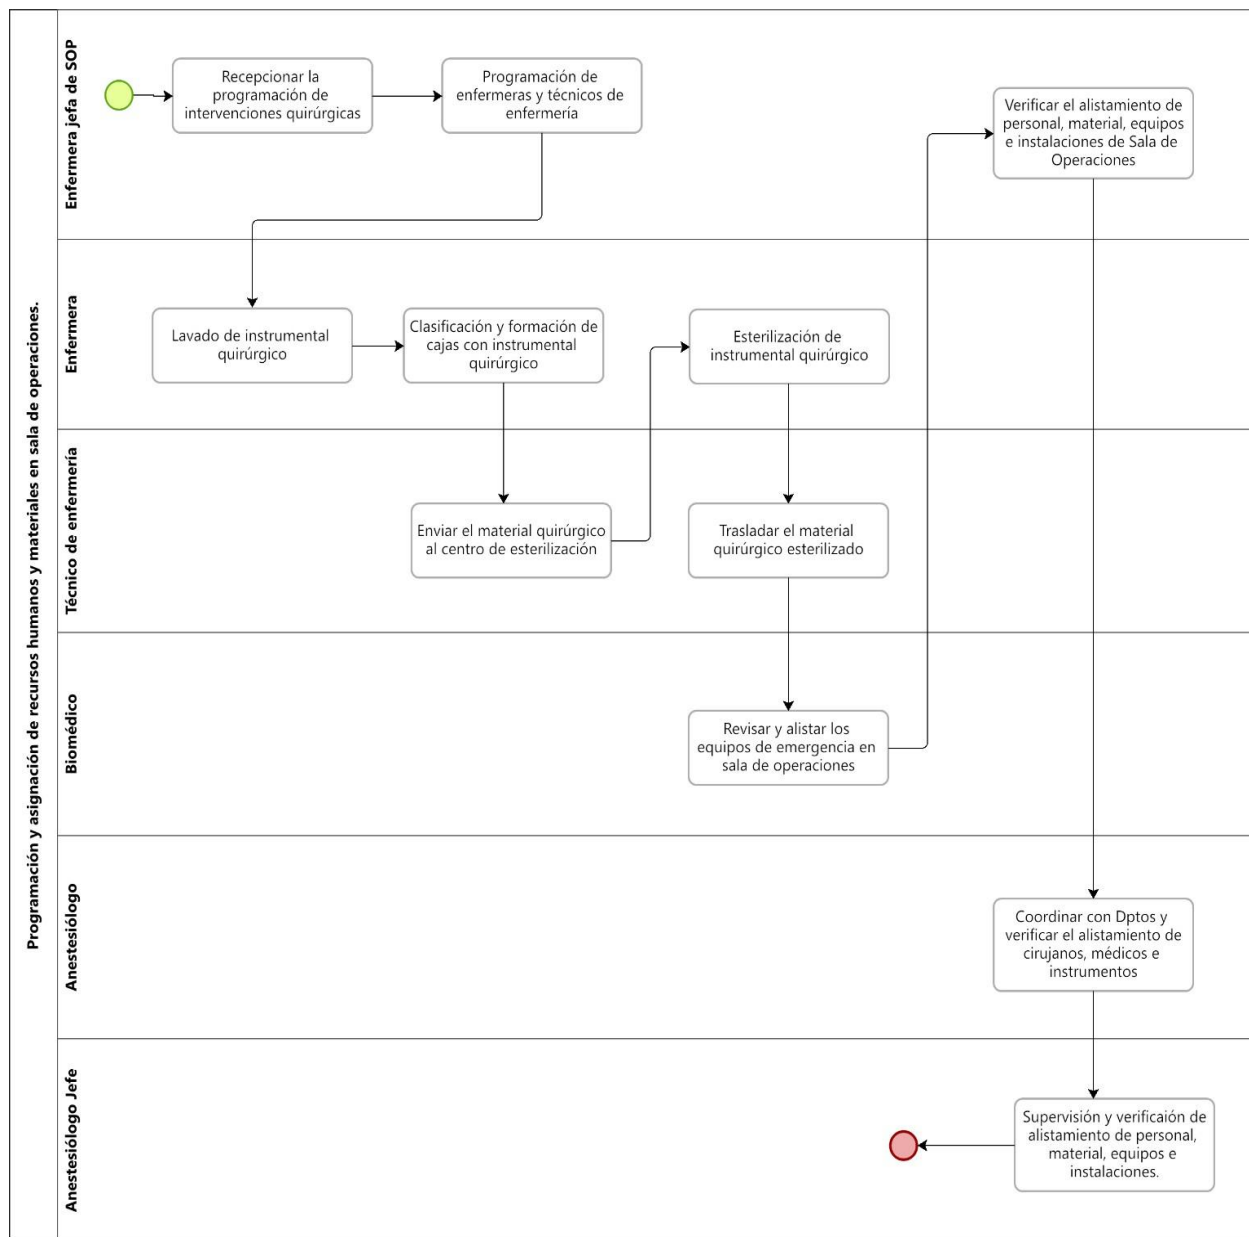 Programación y asignación de recursos humanos y materiales en sala de operaciones.
Enfermera jefa de SOP
Recepcionar la
programación de
intervenciones quirúrgicas
Programación de
enfermeras y técnicos de
enfermería
Verificar el alistamiento de
personal, material, equipos
e instalaciones de Sala de
Operaciones
Enfermera
Lavado de instrumental
quirúrgico
Clasificación y formación de
cajas con instrumental
quirúrgico
Esterilización de
instrumental quirúrgico
Técnico de enfermería
Enviar el material quirúrgico
al centro de esterilización
Trasladar el material
quirúrgico esterilizado
Biomédico
Revisar y alistar los
equipos de emergencia en
sala de operaciones
Anestesiólogo
Coordinar con Dptos y
verificar el alistamiento de
cirujanos, médicos e
instrumentos
Anestesiólogo Jefe
Supervisión y verificaión de
alistamiento de personal,
material, equipos e
instalaciones.